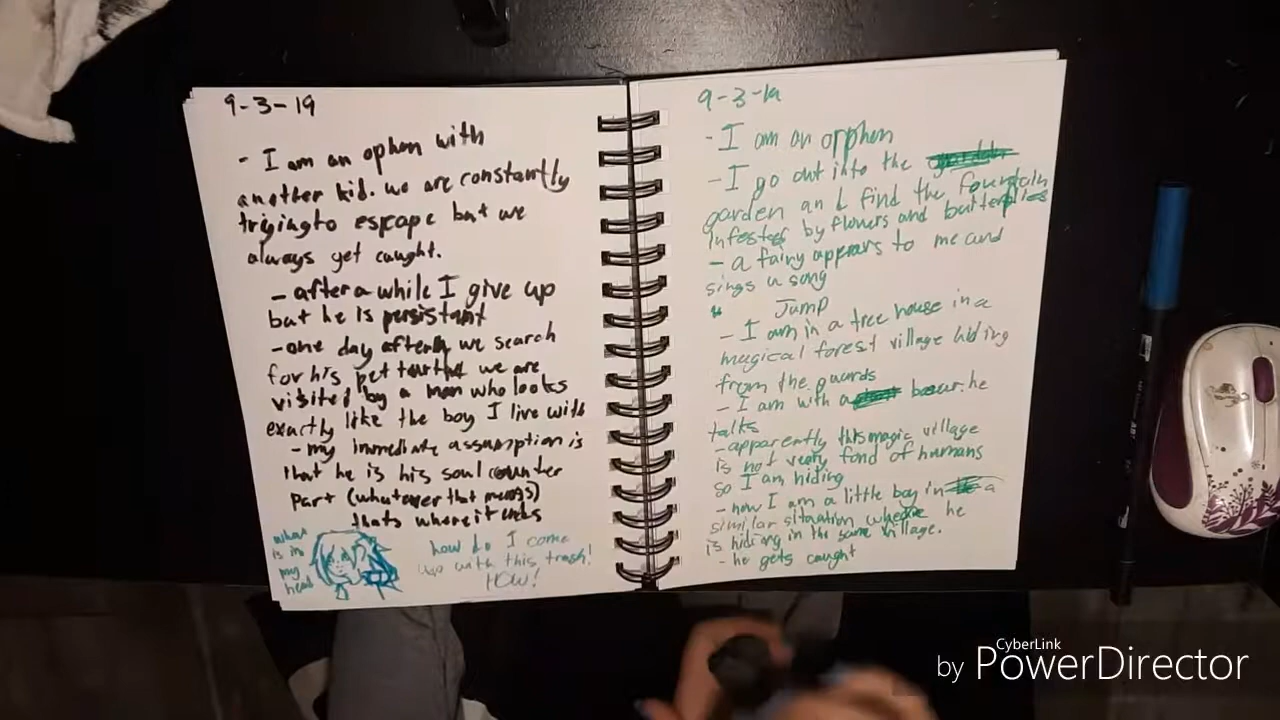 9-3-19
- I am an ophen with
another kid. we are constantly
trigingto escape but we
always get caught.
- after a while I give up
but he is persistant
- one day after we search
for his pet we are
visited by a man who looks
exactly like the boy I live with
- my immediate assumption is
that he is his soul counter
part (whatever that means)
thats where it ends
what
is in
my
head
how do I come
up with this trash!
HOW!
9-3-19
- I am an orphen
- I go out into the
garden and find the fountain
infested by flowers and butterflies
- a fairy appears to me and
sings a song
Jump
- I am in a tree house in a
magical forest village hiding
from the guards
- I am with a he
talks
- apparently this magic village
is not very fond of humans
so I am hiding
- now I am a little boy in a
similar situation where he
is hiding in the same village.
- he gets caught
CyberLink
by PowerDirector